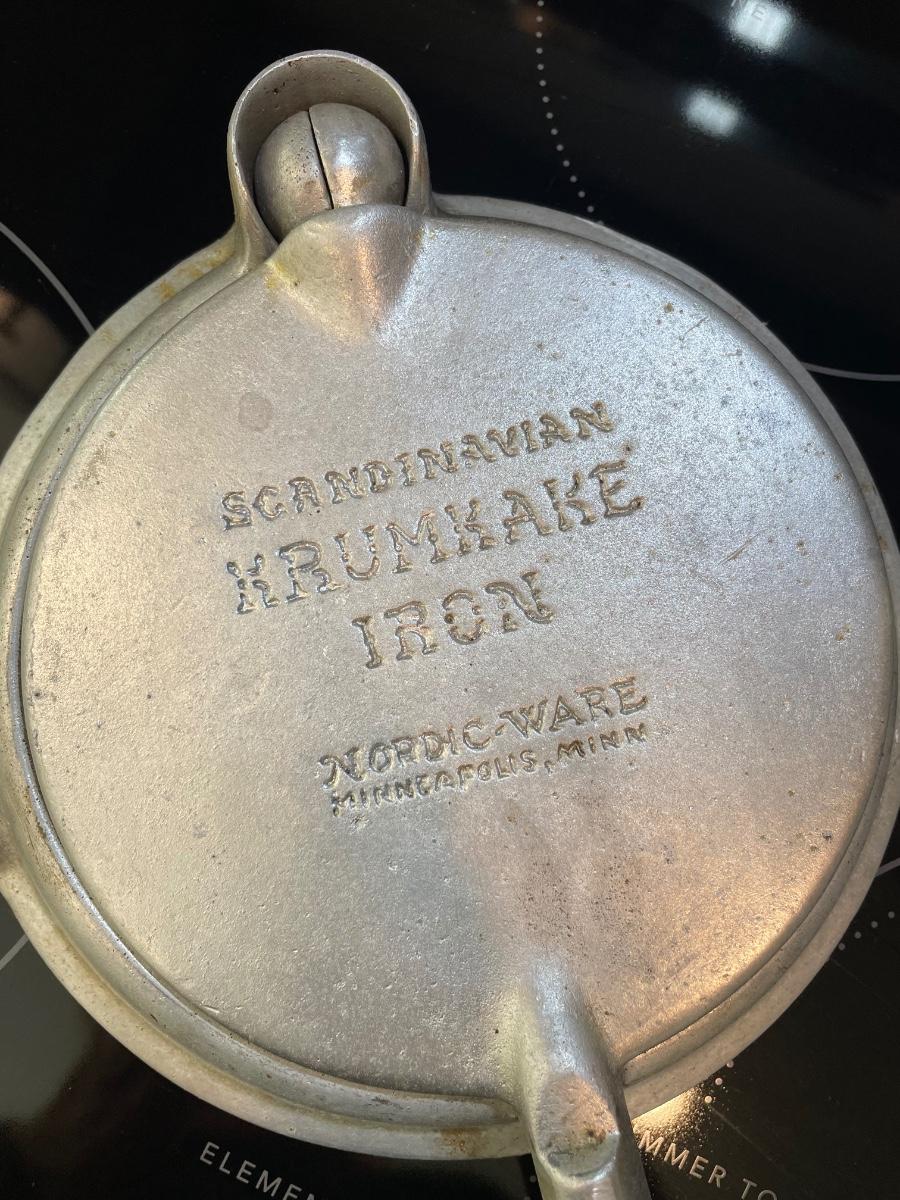 SCANDINAVIAN
KRUMKAKE
IRON
NORDIC-WARE
MINNEAPOLIS, MINN